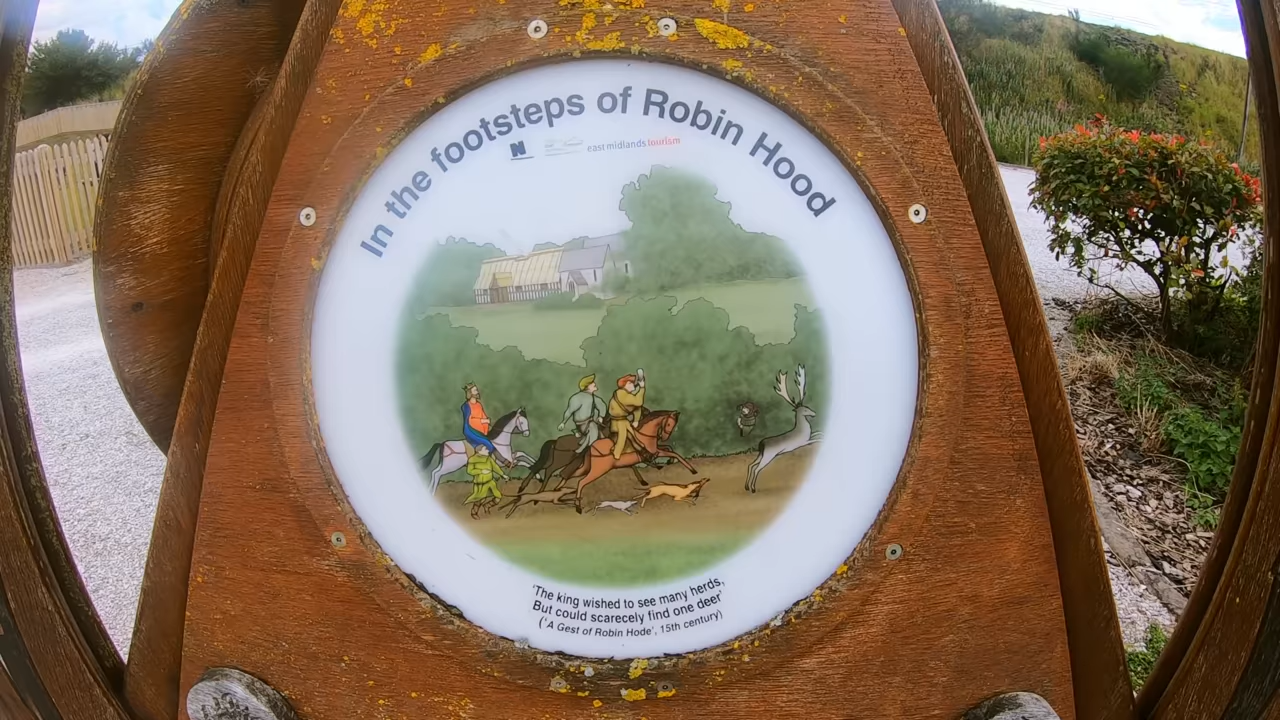 In the footsteps of Robin Hood
N
east midlands tourism
'The king wished to see many herds,
But could scarecely find one deer'
('A Gest of Robin Hode', 15th century)